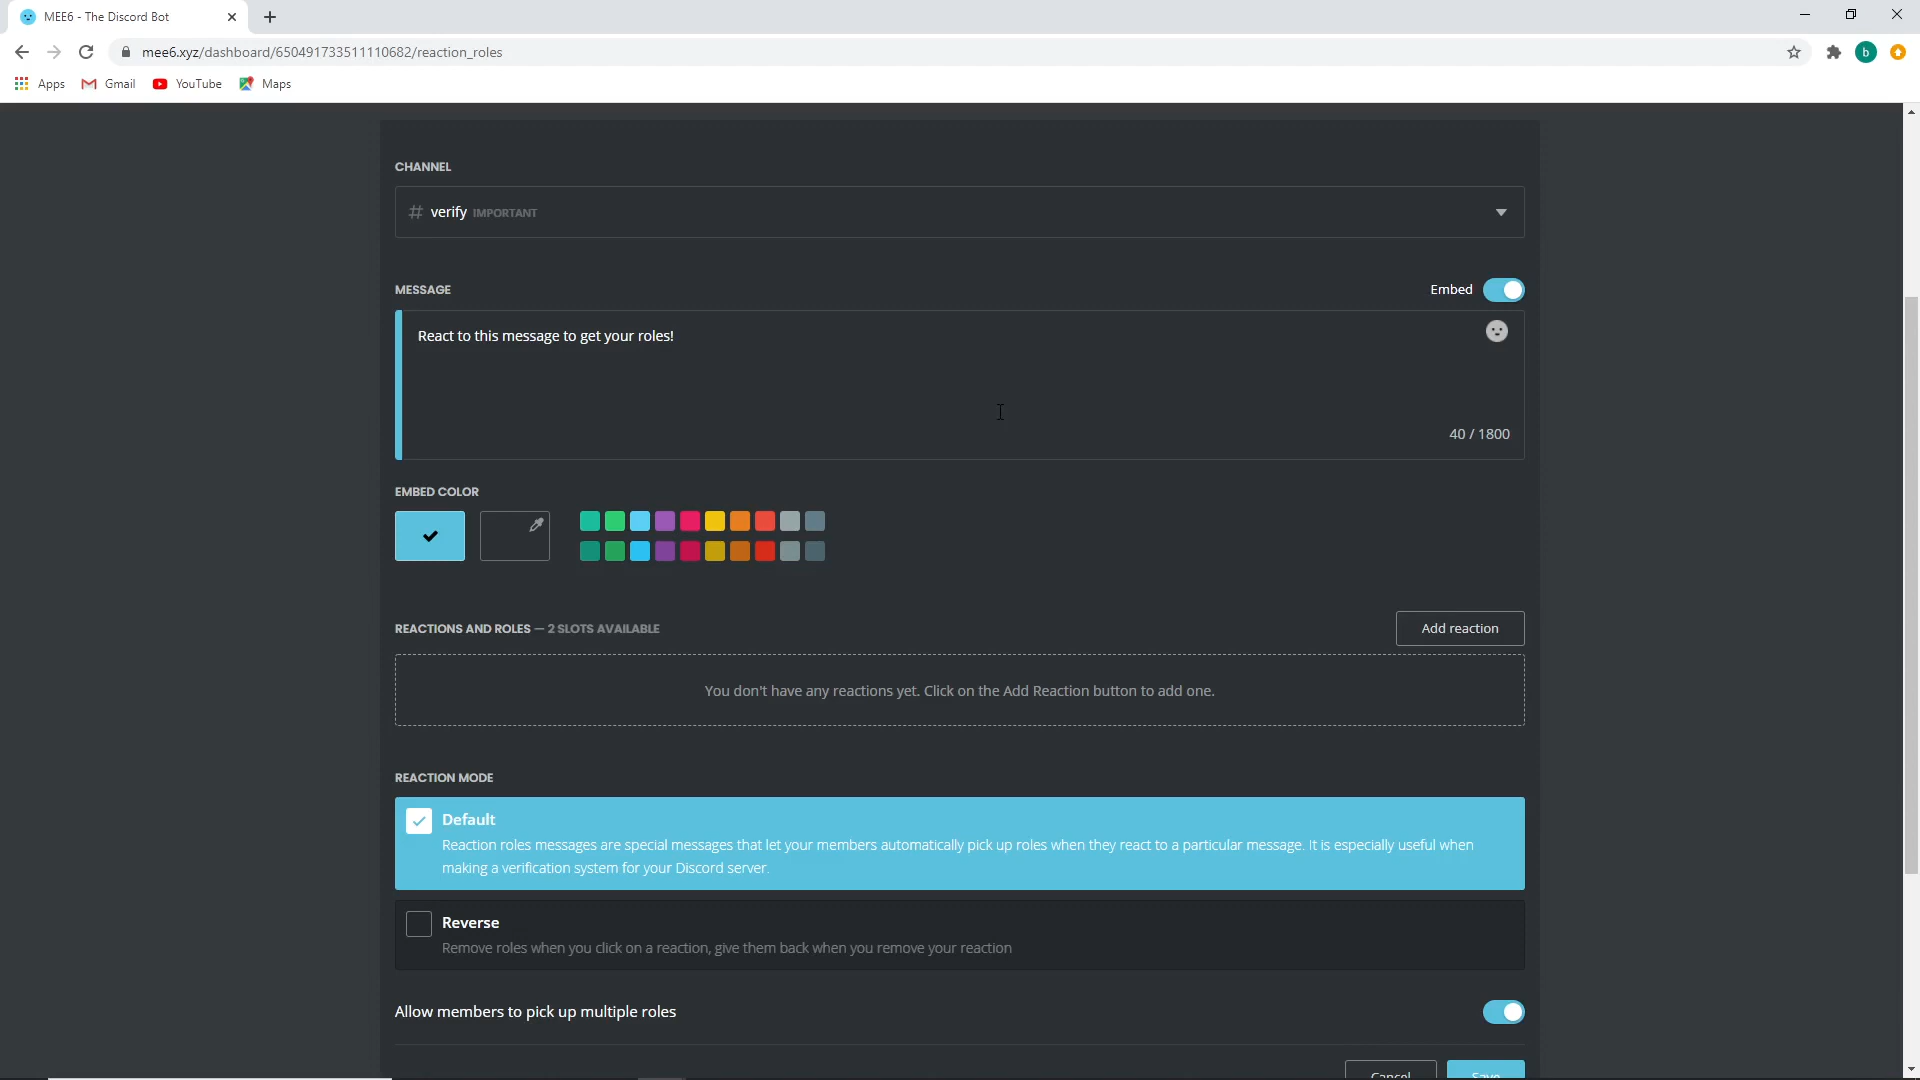 MEE6 - The Discord Bot
mee6.xyz/dashboard/650491733511110682/reaction_roles
b
Apps
Gmail
YouTube
Maps
CHANNEL
# verify IMPORTANT
MESSAGE
Embed
React to this message to get your roles!
40 / 1800
EMBED COLOR
REACTIONS AND ROLES — 2 SLOTS AVAILABLE
Add reaction
You don't have any reactions yet. Click on the Add Reaction button to add one.
REACTION MODE
Default
Reaction roles messages are special messages that let your members automatically pick up roles when they react to a particular message. It is especially useful when
making a verification system for your Discord server.
Reverse
Remove roles when you click on a reaction, give them back when you remove your reaction
Allow members to pick up multiple roles
Cancel
Save